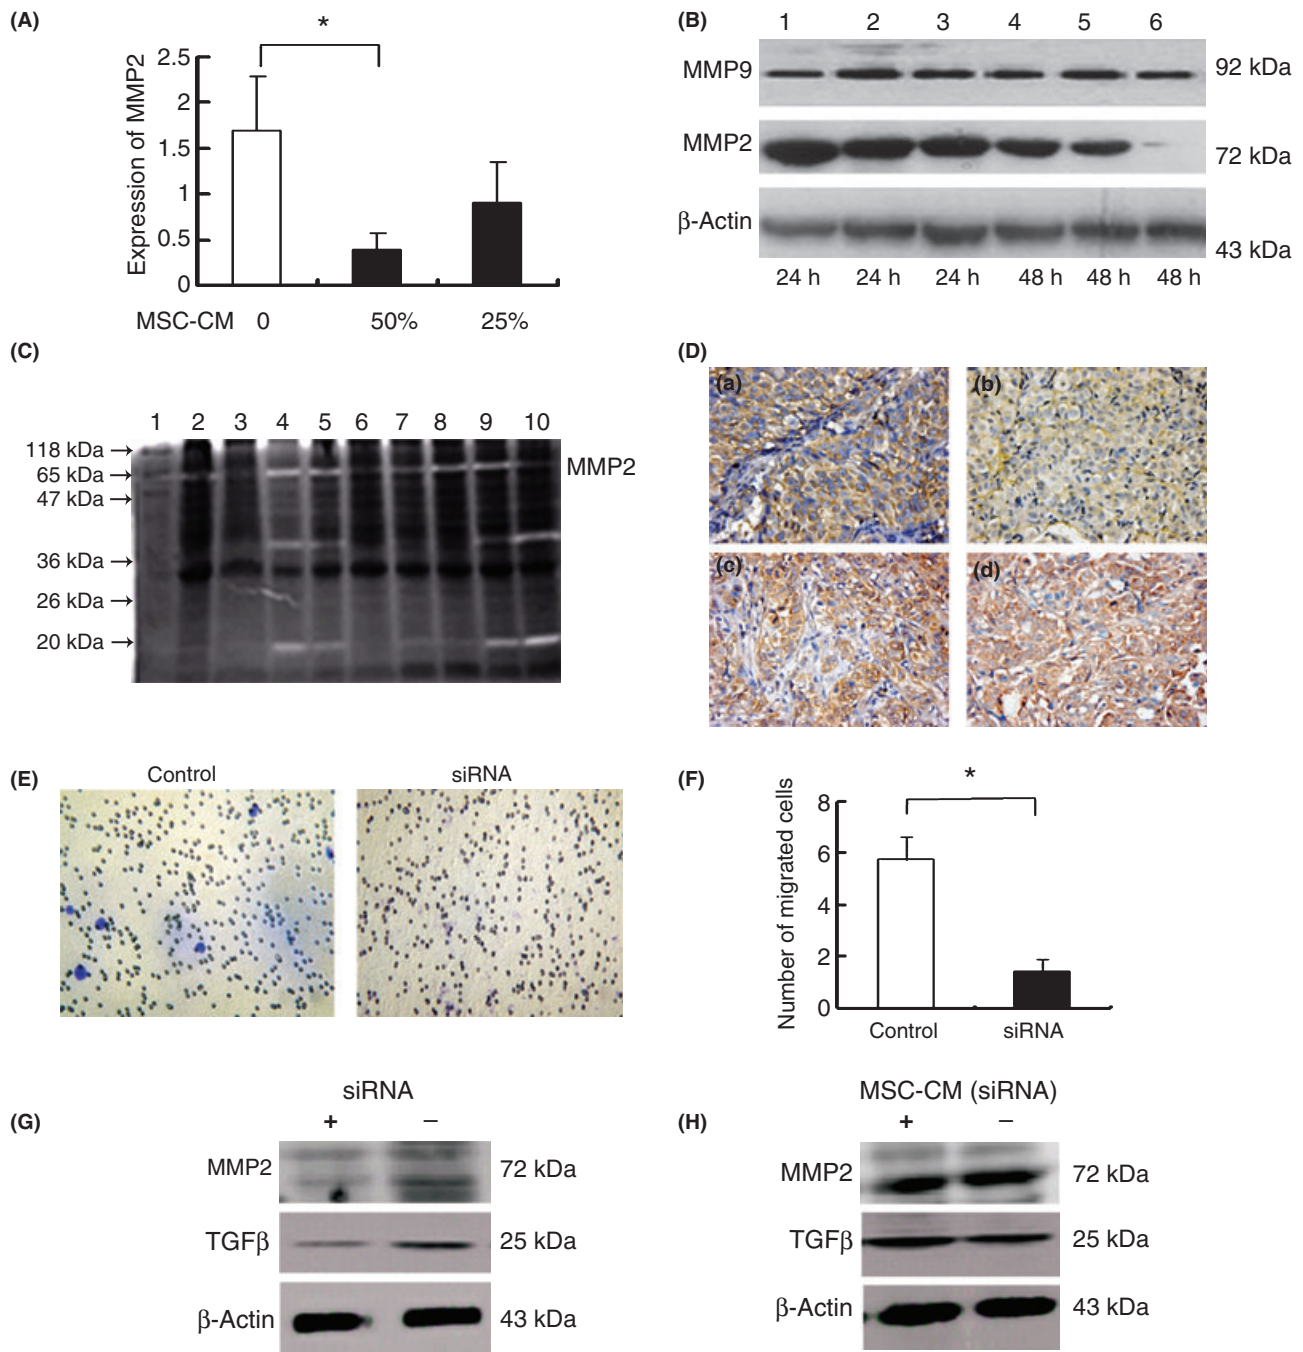 (A)
*
Expression of MMP2
2.5
2
1.5
1
0.5
0
MSC-CM 0 50% 25%
(B)
1 2 3 4 5 6
MMP9 92 kDa
MMP2 72 kDa
β-Actin 43 kDa
24 h 24 h 24 h 48 h 48 h 48 h
(C)
1 2 3 4 5 6 7 8 9 10
118 kDa
65 kDa MMP2
47 kDa
36 kDa
26 kDa
20 kDa
(D)
(a) (b)
(c) (d)
(E)
Control siRNA
(F)
*
Number of migrated cells
8
6
4
2
0
Control siRNA
(G)
siRNA
+ −
MMP2 72 kDa
TGFβ 25 kDa
β-Actin 43 kDa
(H)
MSC-CM (siRNA)
+ −
MMP2 72 kDa
TGFβ 25 kDa
β-Actin 43 kDa